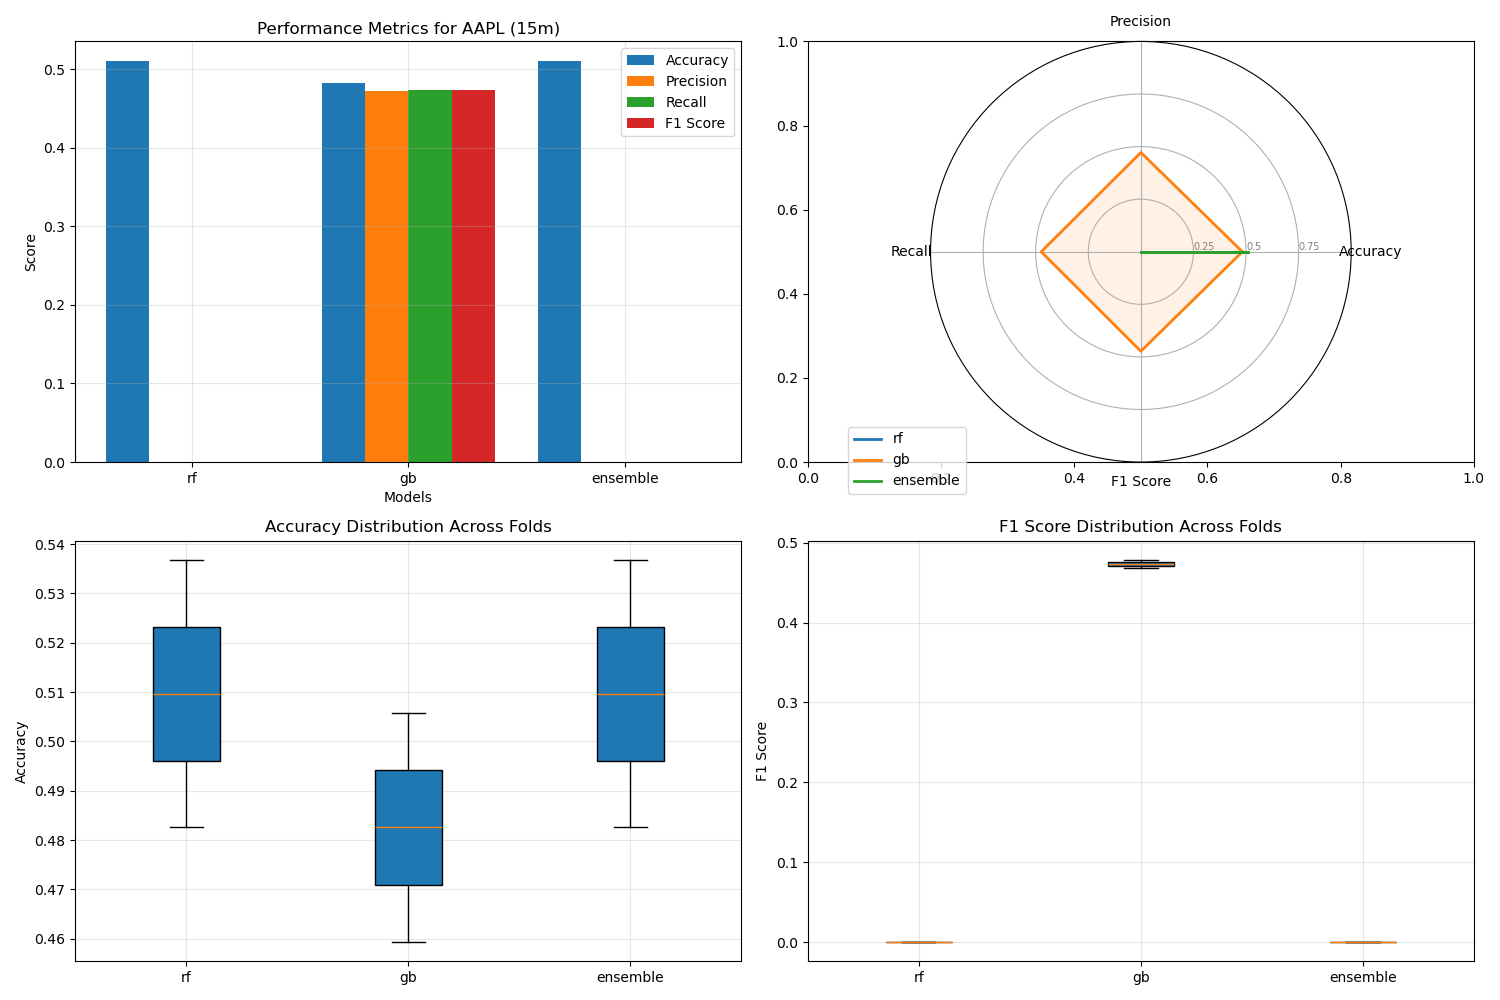 Performance Metrics for AAPL (15m)
Score
0.5
0.4
0.3
0.2
0.1
0.0
Accuracy
Precision
Recall
F1 Score
rf
gb
ensemble
Models
Precision
1.0
0.8
0.6
0.4
0.2
0.0
Recall
0.25
0.5
0.75
Accuracy
rf
gb
ensemble
0.0
0.2
0.4
F1 Score
0.6
0.8
1.0
Accuracy Distribution Across Folds
Accuracy
0.54
0.53
0.52
0.51
0.50
0.49
0.48
0.47
0.46
rf
gb
ensemble
F1 Score Distribution Across Folds
F1 Score
0.5
0.4
0.3
0.2
0.1
0.0
rf
gb
ensemble